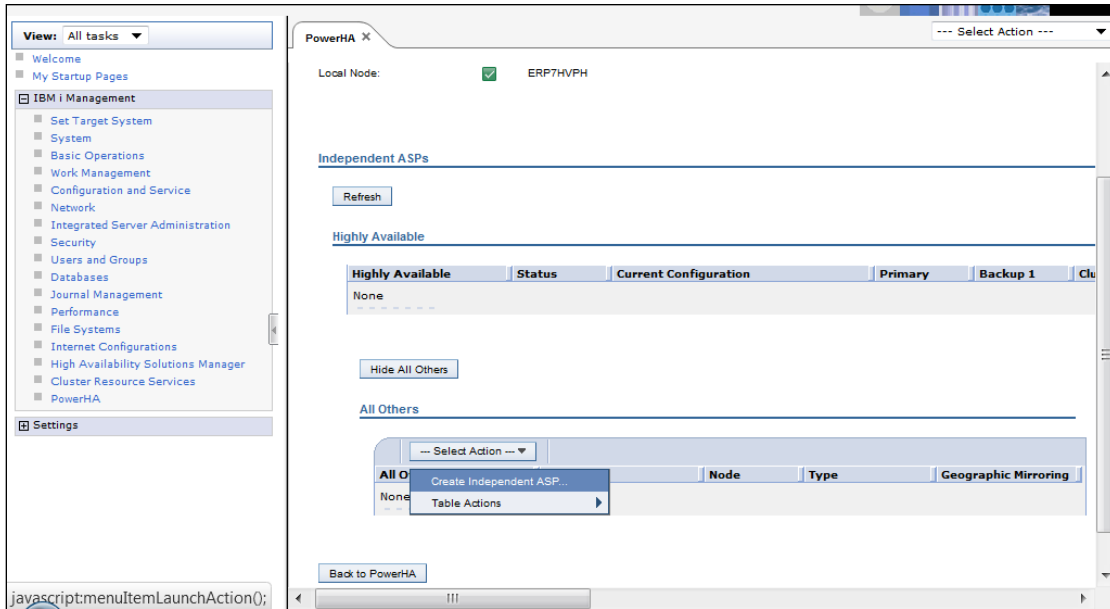 View: All tasks
Welcome
My Startup Pages
IBM i Management
Set Target System
System
Basic Operations
Work Management
Configuration and Service
Network
Integrated Server Administration
Security
Users and Groups
Databases
Journal Management
Performance
File Systems
Internet Configurations
High Availability Solutions Manager
Cluster Resource Services
PowerHA
Settings
javascript:menuItemLaunchAction();
PowerHA X
--- Select Action ---
Local Node: ERP7HVPH
Independent ASPs
Refresh
Highly Available
Highly Available Status Current Configuration Primary Backup 1 Clu
None
Hide All Others
All Others
--- Select Action ---
All O Node Type Geographic Mirroring
Create Independent ASP...
None
Table Actions
Back to PowerHA